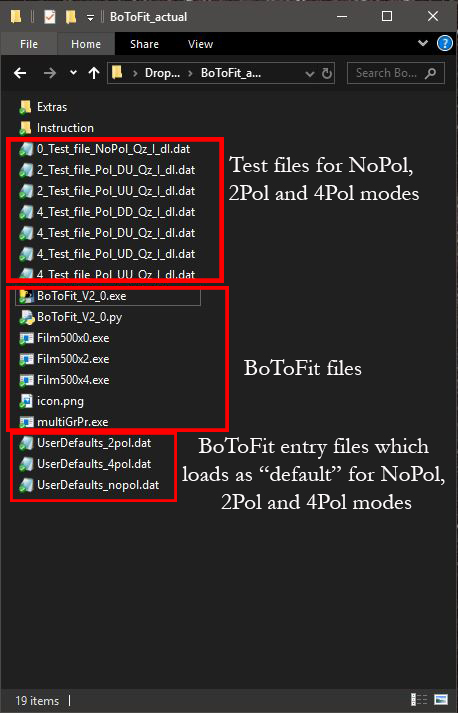 BoToFit_actual
File Home Share View
Drop... BoToFit_a... Search Bo...
Extras
Instruction
0_Test_file_NoPol_Qz_I_dI.dat
2_Test_file_Pol_DU_Qz_I_dI.dat
2_Test_file_Pol_UU_Qz_I_dI.dat
4_Test_file_Pol_DD_Qz_I_dI.dat
4_Test_file_Pol_DU_Qz_I_dI.dat
4_Test_file_Pol_UD_Qz_I_dI.dat
4_Test_file_Pol_UU_Qz_I_dI.dat
Test files for NoPol,
2Pol and 4Pol modes
BoToFit_V2_0.exe
BoToFit_V2_0.py
Film500x0.exe
Film500x2.exe
Film500x4.exe
icon.png
multiGrPr.exe
BoToFit files
UserDefaults_2pol.dat
UserDefaults_4pol.dat
UserDefaults_nopol.dat
BoToFit entry files which
loads as “default” for NoPol,
2Pol and 4Pol modes
19 items